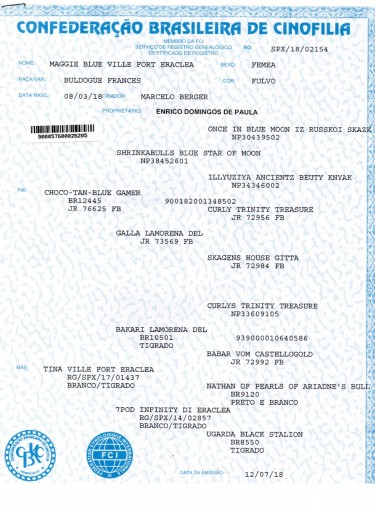 CONFEDERAÇÃO BRASILEIRA DE CINOFILIA
MEMBRO DA FCI
SERVIÇO DE REGISTRO GENEALÓGICO
CERTIFICADO DE REGISTRO
RG: SPX/18/02154
NOME: MAGGIE BLUE VILLE FORT ERACLEA SEXO: FEMEA
RAÇA/VAR: BULDOGUE FRANCES COR: FULVO
DATA NASC.: 08/03/18 CRIADOR: MARCELO BERGER
PROPRIETÁRIO: ENRICO DOMINGOS DE PAULA
ONCE IN BLUE MOON IZ RUSSKOI SKAZK
NP30439502
SHRINKABULLS BLUE STAR OF MOON
NP38452601
ILLYUZIYA ANCIENTZ BEUTY KNYAK
NP34346002
PAI: CHOCO-TAN-BLUE GAMER
BR12445 900182001348502
JR 76625 FB
CURLY TRINITY TREASURE
JR 72956 FB
GALLA LAMORENA DEL
JR 73569 FB
SKAGENS HOUSE GITTA
JR 72984 FB
CURLYS TRINITY TREASURE
NP33609105
BAKARI LAMORENA DEL
BR10501 939000010640586
TIGRADO
BABAR VOM CASTELLOGOLD
JR 72992 FB
MÃE: TINA VILLE FORT ERACLEA
RG/SPX/17/01437
BRANCO/TIGRADO
NATHAN OF PEARLS OF ARIADNE'S BULL
BR9120
PRETO E BRANCO
7POD INFINITY DI ERACLEA
RG/SPX/14/02857
BRANCO/TIGRADO
UGARDA BLACK STALION
BR8550
TIGRADO
CBKC
FCI
DATA DA EMISSÃO: 12/07/18